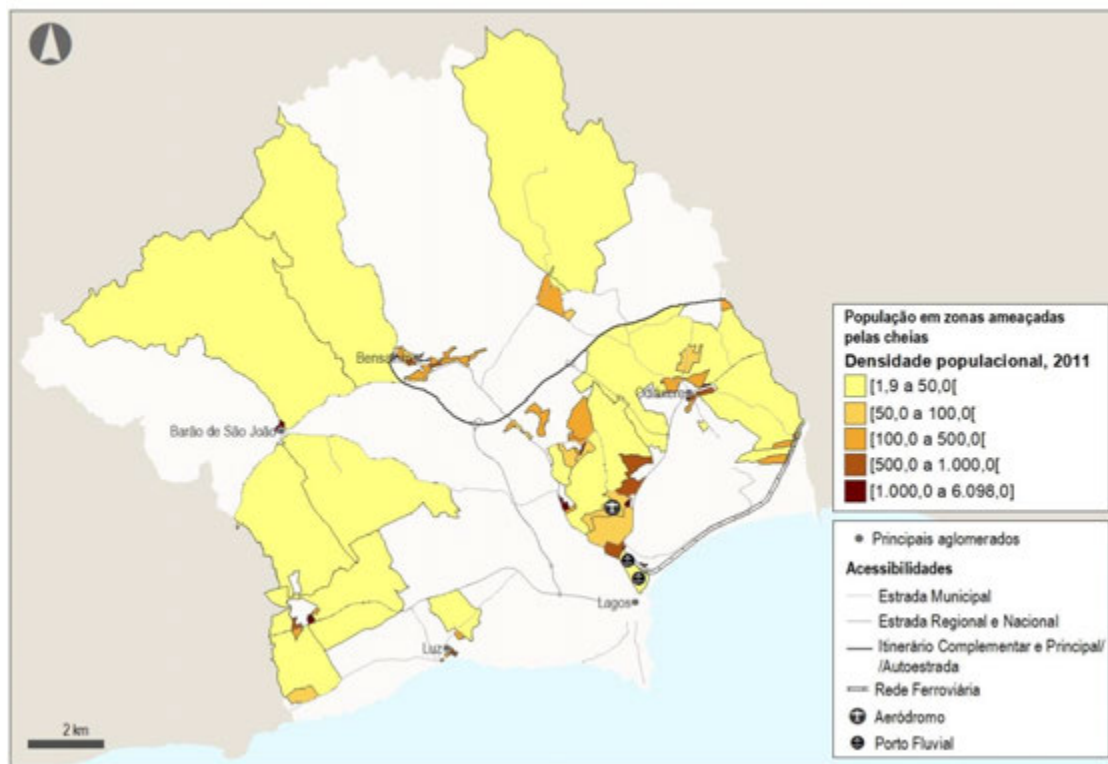 Bensafrim
Odiáxere
Barão de São João
Lagos
Luz
2 km
População em zonas ameaçadas
pelas cheias
Densidade populacional, 2011
[1,9 a 50,0[
[50,0 a 100,0[
[100,0 a 500,0[
[500,0 a 1.000,0[
[1.000,0 a 6.098,0]
Principais aglomerados
Acessibilidades
Estrada Municipal
Estrada Regional e Nacional
Itinerário Complementar e Principal/
/Autoestrada
Rede Ferroviária
Aeródromo
Porto Fluvial